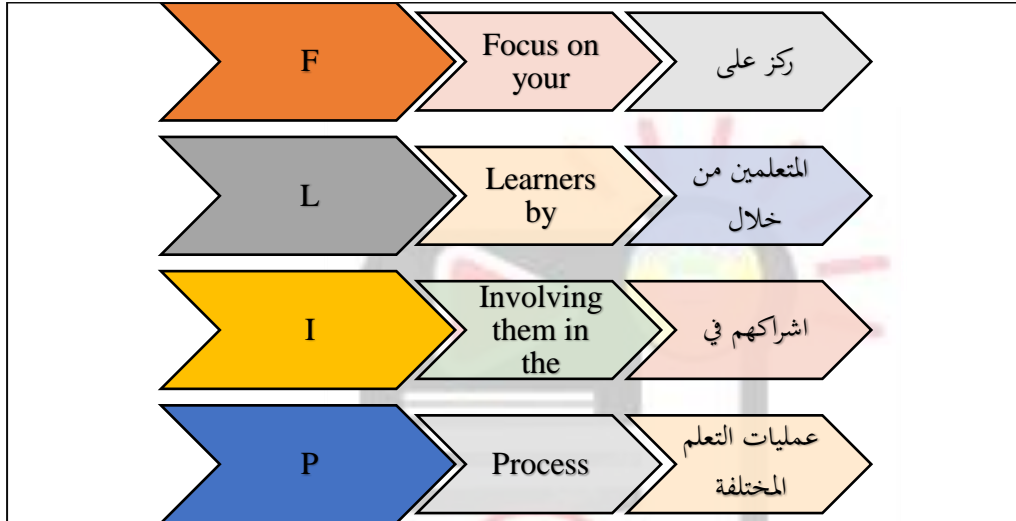 F
Focus on
your
ركز على
L
Learners
by
المتعلمين من
خلال
I
Involving
them in
the
اشراكهم في
P
Process
عمليات التعلم
المختلفة